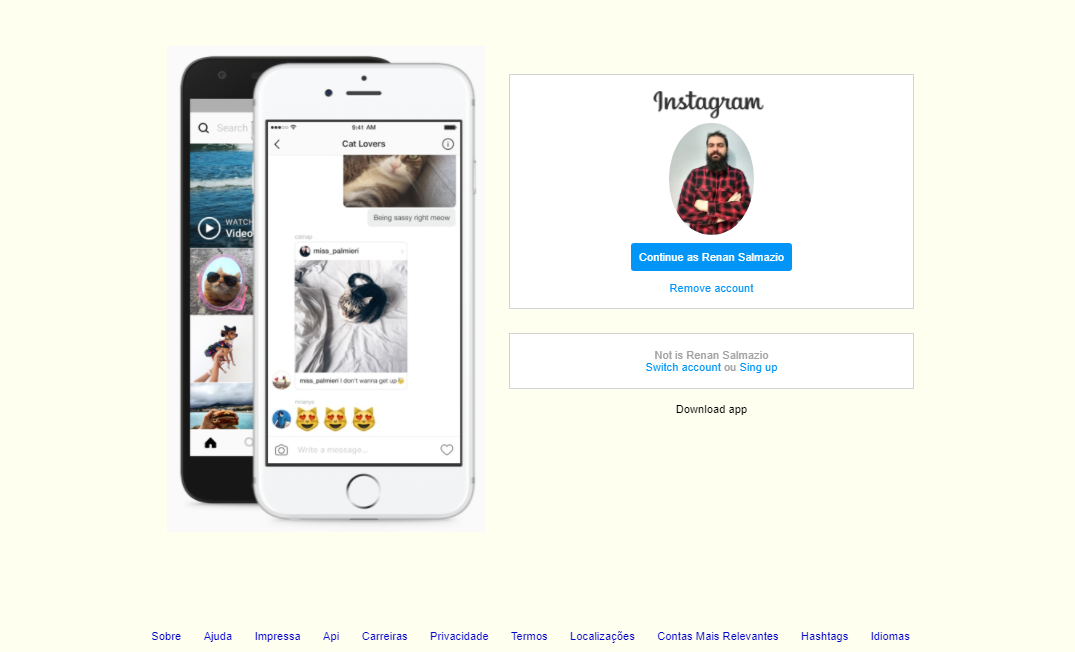 Search
WATCH
Video
9:41 AM
Cat Lovers
Being sassy right meow
catnap
miss_palmieri
miss_palmieri I don't wanna get up
Write a message...
Instagram
Continue as Renan Salmazio
Remove account
Not is Renan Salmazio
Switch account ou Sing up
Download app
Sobre Ajuda Impressa Api Carreiras Privacidade Termos Localizações Contas Mais Relevantes Hashtags Idiomas